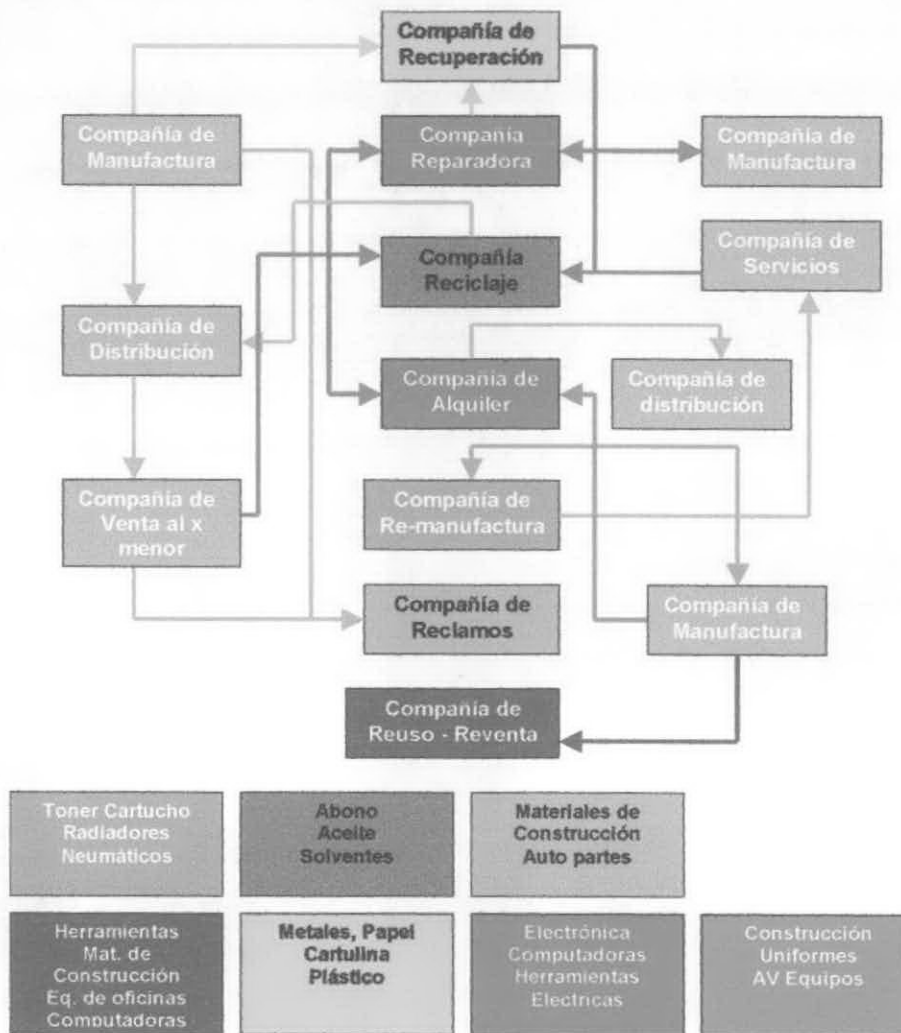 Compañía de
Recuperación
Compañía de
Manufactura
Compañía
Reparadora
Compañía de
Manufactura
Compañía
Reciclaje
Compañía de
Servicios
Compañía de
Distribución
Compañía de
Alquiler
Compañía de
distribución
Compañía de
Venta al x
menor
Compañía de
Re-manufactura
Compañía de
Reclamos
Compañía de
Manufactura
Compañía de
Reuso - Reventa
Toner Cartucho
Radiadores
Neumáticos
Abono
Aceite
Solventes
Materiales de
Construcción
Auto partes
Herramientas
Mat. de
Construcción
Eq. de oficinas
Computadoras
Metales, Papel
Cartulina
Plástico
Electrónica
Computadoras
Herramientas
Electricas
Construcción
Uniformes
AV Equipos